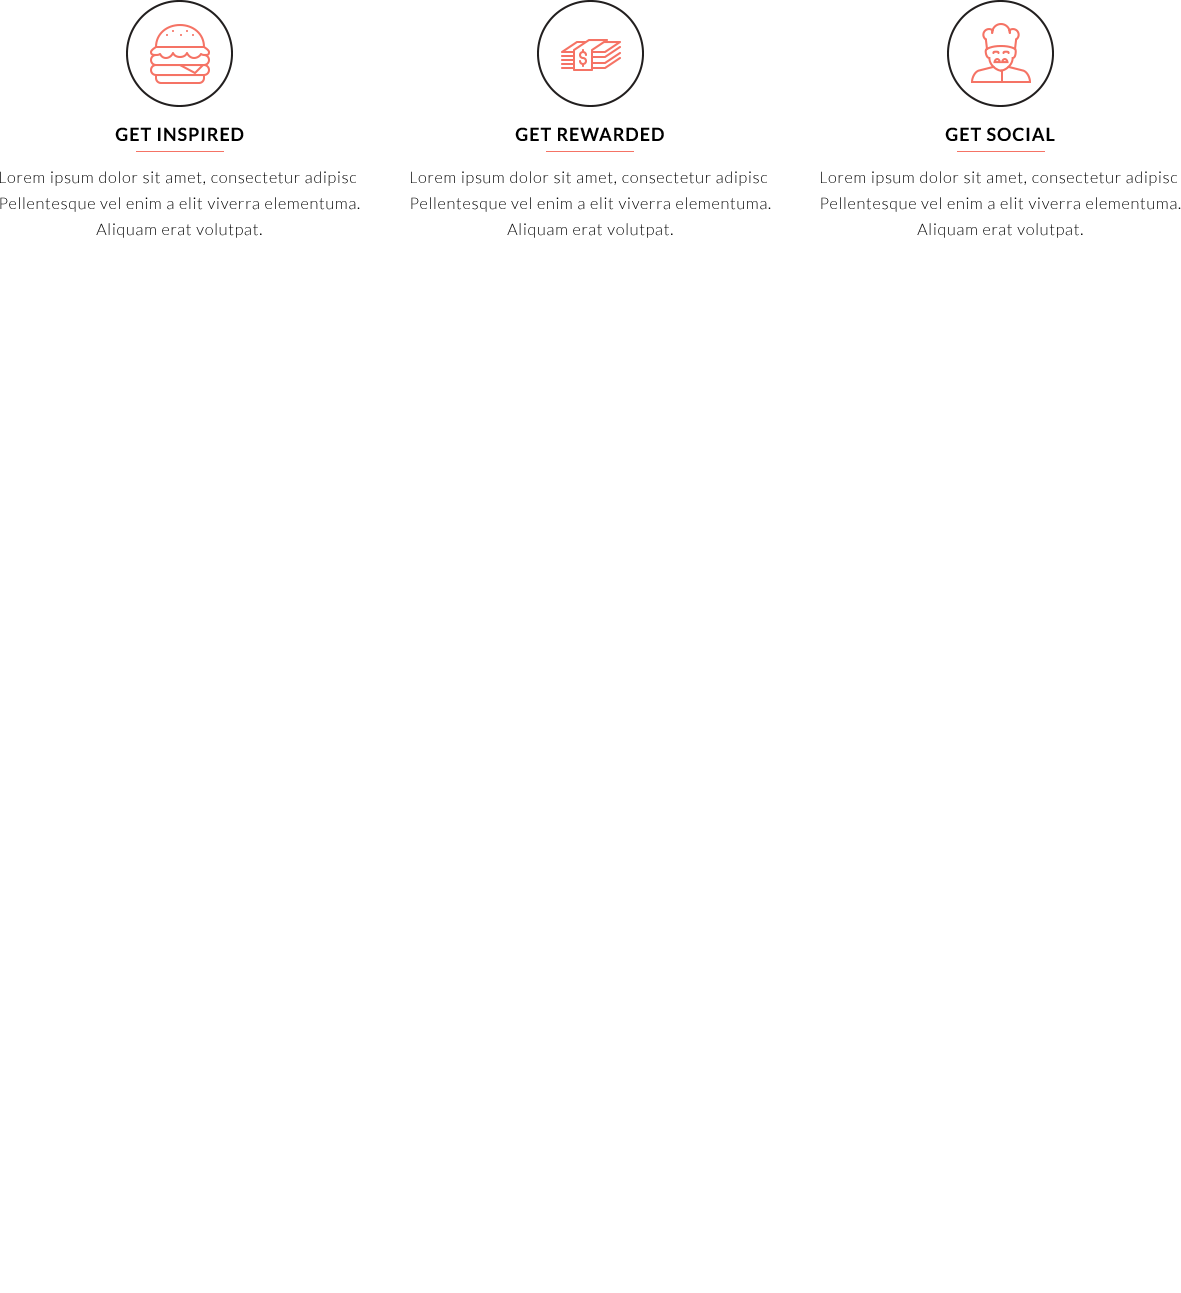 GET INSPIRED
Lorem ipsum dolor sit amet, consectetur adipisc
Pellentesque vel enim a elit viverra elementuma.
Aliquam erat volutpat.
$
GET REWARDED
Lorem ipsum dolor sit amet, consectetur adipisc
Pellentesque vel enim a elit viverra elementuma.
Aliquam erat volutpat.
GET SOCIAL
Lorem ipsum dolor sit amet, consectetur adipisc
Pellentesque vel enim a elit viverra elementuma.
Aliquam erat volutpat.